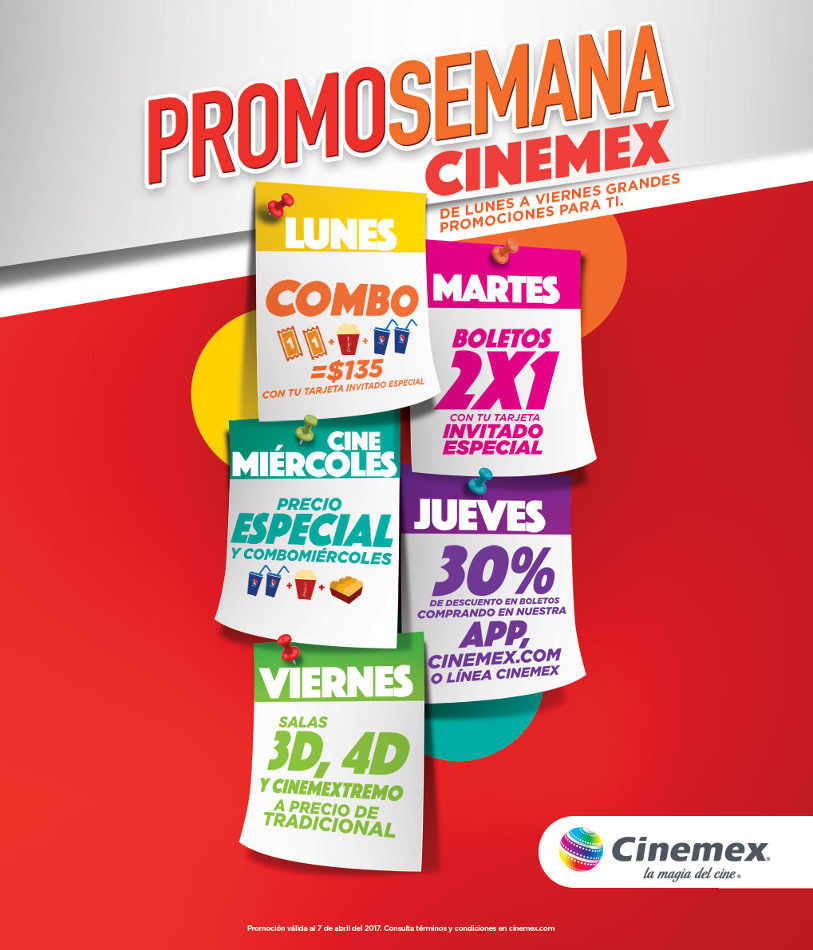 PROMOSEMANA
CINEMEX
DE LUNES A VIERNES GRANDES
PROMOCIONES PARA TI.
LUNES
COMBO
1 1 + +
=$135
CON TU TARJETA INVITADO ESPECIAL
MARTES
BOLETOS
2X1
CON TU TARJETA
INVITADO
ESPECIAL
CINE
MIÉRCOLES
PRECIO
ESPECIAL
Y COMBOMIÉRCOLES
+ +
JUEVES
30%
DE DESCUENTO EN BOLETOS
COMPRANDO EN NUESTRA
APP,
CINEMEX.COM
O LÍNEA CINEMEX
VIERNES
SALAS
3D, 4D
Y CINEMEXTREMO
A PRECIO DE
TRADICIONAL
Cinemex®
la magia del cine®
Promoción válida al 7 de abril del 2017. Consulta términos y condiciones en cinemex.com